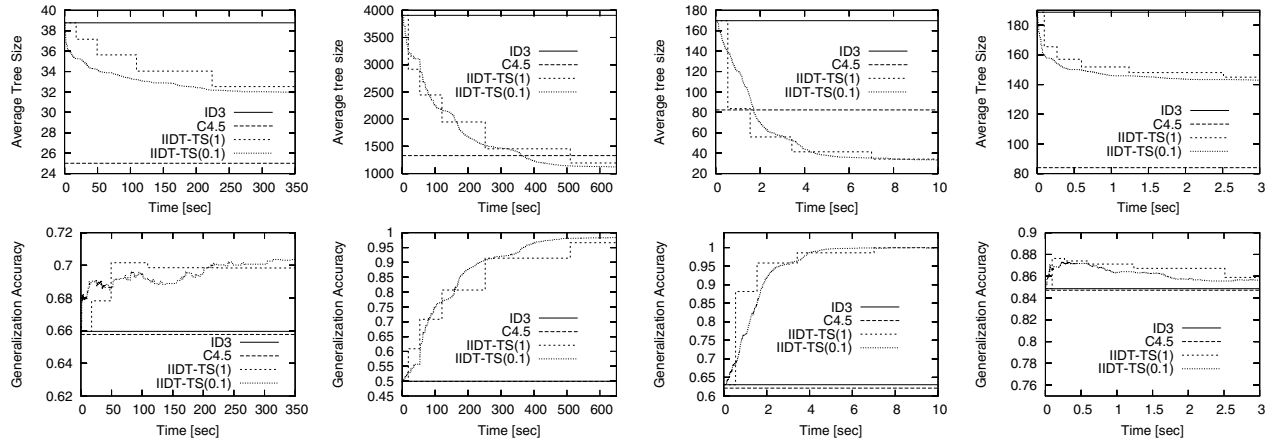 Average Tree Size
40
38
36
34
32
30
28
26
24
ID3
C4.5
IIDT-TS(1)
IIDT-TS(0.1)
0 50 100 150 200 250 300 350
Time [sec]
Average tree size
4000
3500
3000
2500
2000
1500
1000
ID3
C4.5
IIDT-TS(1)
IIDT-TS(0.1)
0 100 200 300 400 500 600
Time [sec]
Average tree size
180
160
140
120
100
80
60
40
20
ID3
C4.5
IIDT-TS(1)
IIDT-TS(0.1)
0 2 4 6 8 10
Time [sec]
Average Tree Size
190
180
160
140
120
100
80
ID3
C4.5
IIDT-TS(1)
IIDT-TS(0.1)
0 0.5 1 1.5 2 2.5 3
Time [sec]
Generalization Accuracy
0.72
0.7
0.68
0.66
0.64
0.62
ID3
C4.5
IIDT-TS(1)
IIDT-TS(0.1)
0 50 100 150 200 250 300 350
Time [sec]
Generalization Accuracy
1
0.95
0.9
0.85
0.8
0.75
0.7
0.65
0.6
0.55
0.5
0.45
ID3
C4.5
IIDT-TS(1)
IIDT-TS(0.1)
0 100 200 300 400 500 600
Time [sec]
Generalization Accuracy
1
0.95
0.9
0.85
0.8
0.75
0.7
0.65
0.6
ID3
C4.5
IIDT-TS(1)
IIDT-TS(0.1)
0 2 4 6 8 10
Time [sec]
Generalization Accuracy
0.9
0.88
0.86
0.84
0.82
0.8
0.78
0.76
ID3
C4.5
IIDT-TS(1)
IIDT-TS(0.1)
0 0.5 1 1.5 2 2.5 3
Time [sec]